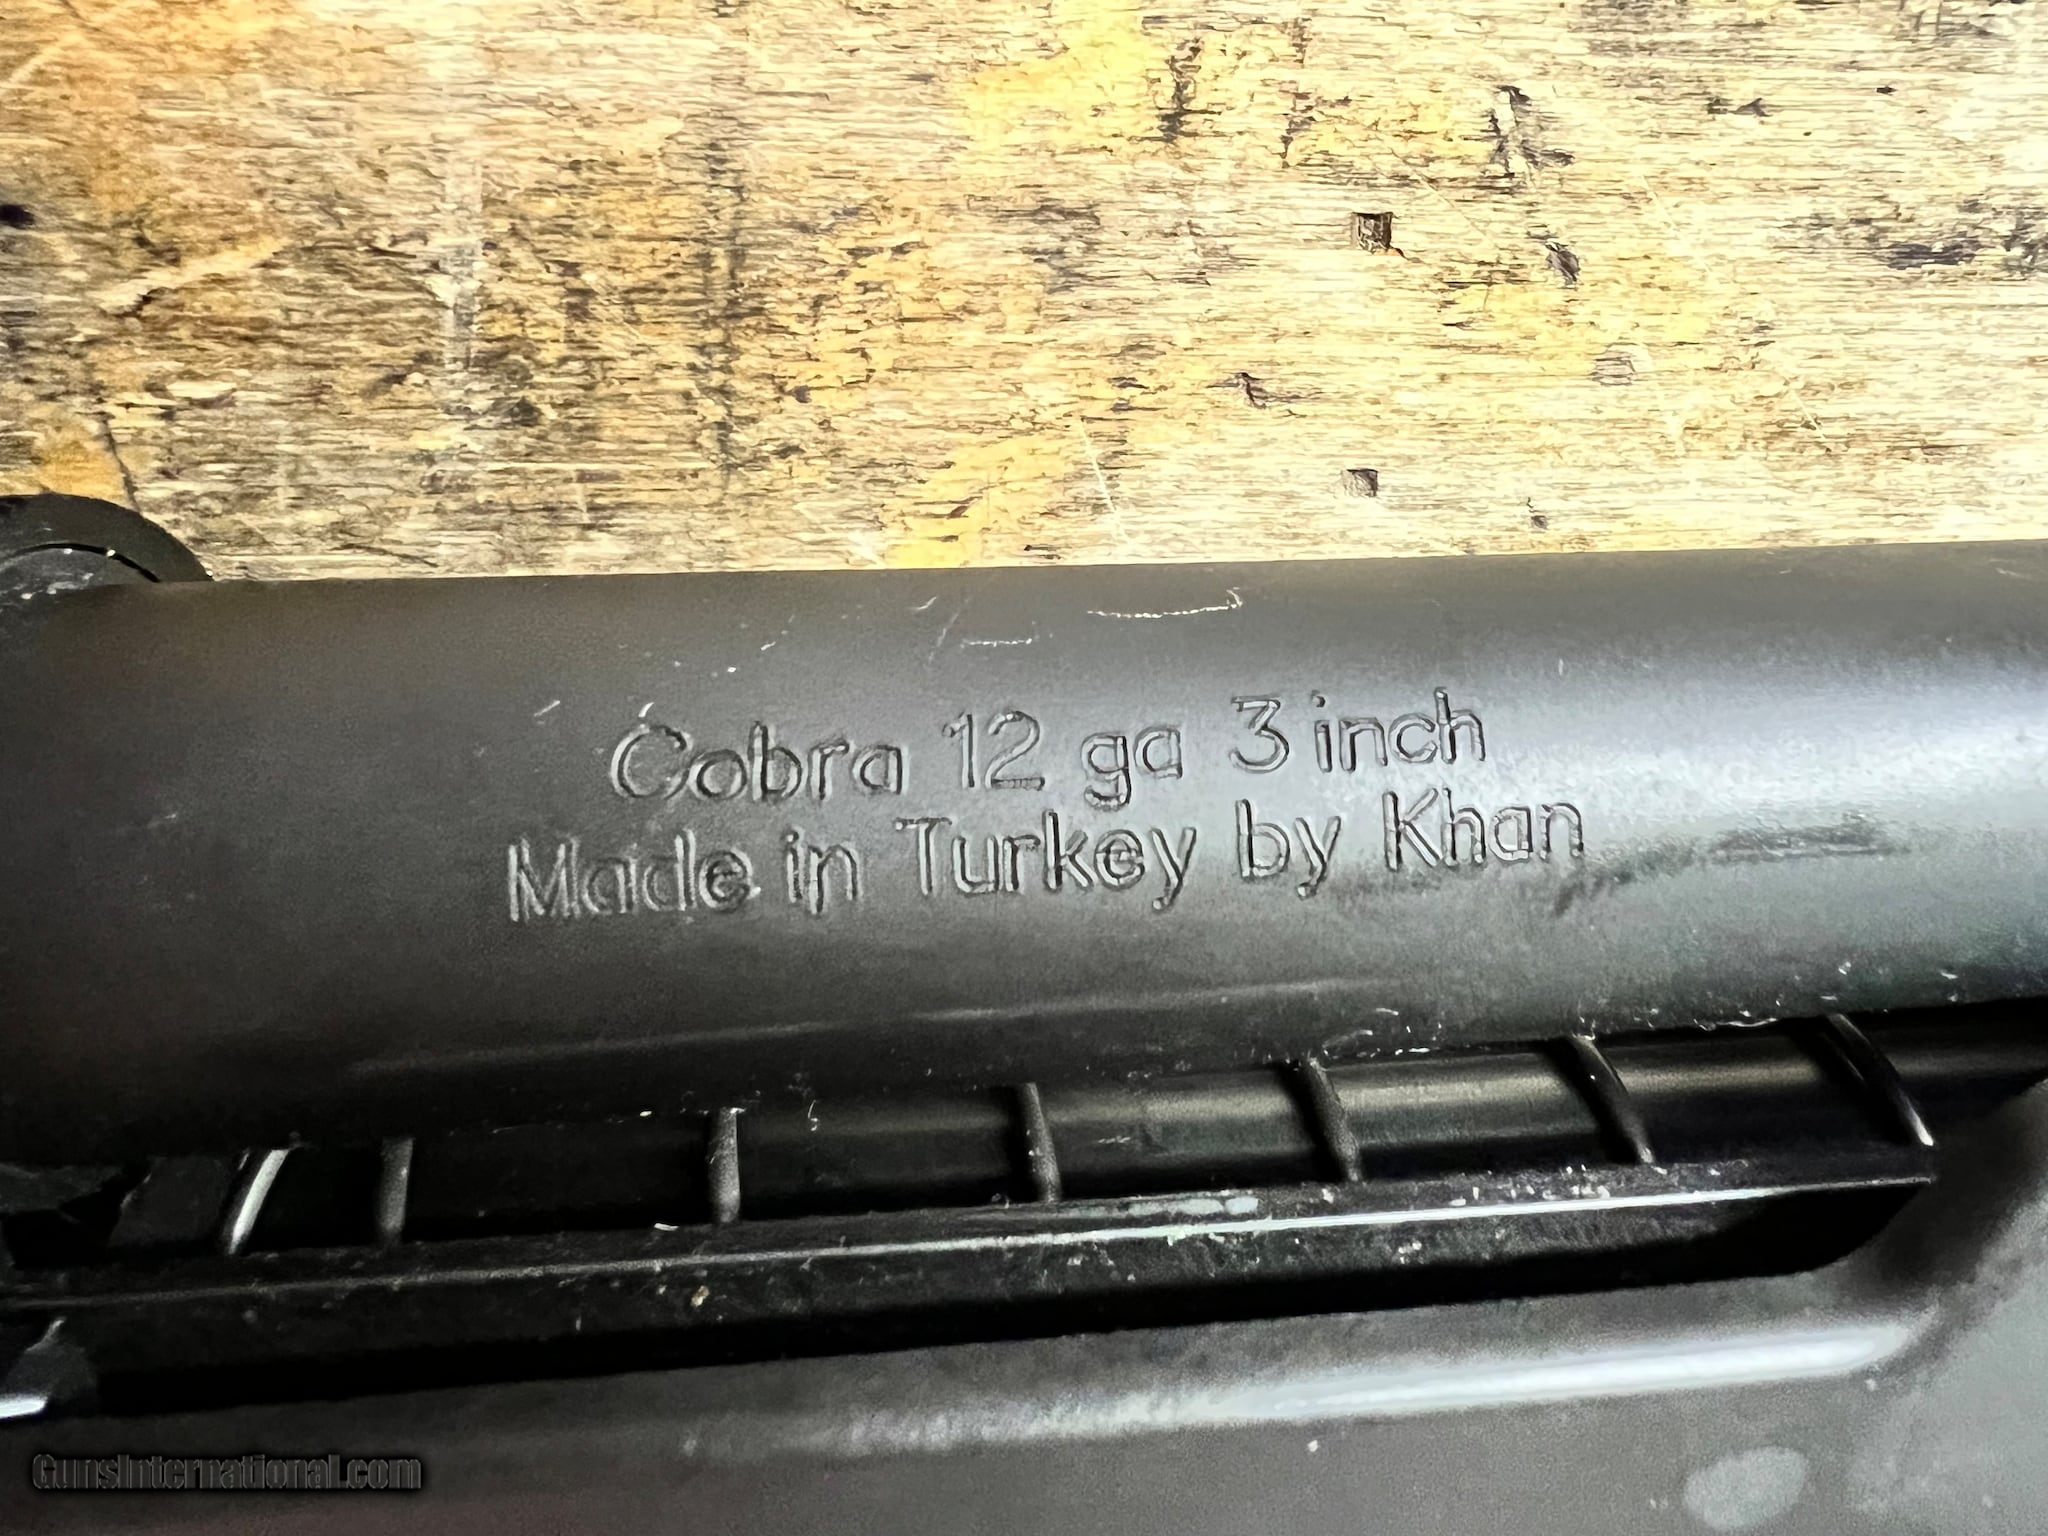 Cobra 12 ga 3 inch
Made in Turkey by Khan
GunsInternational.com